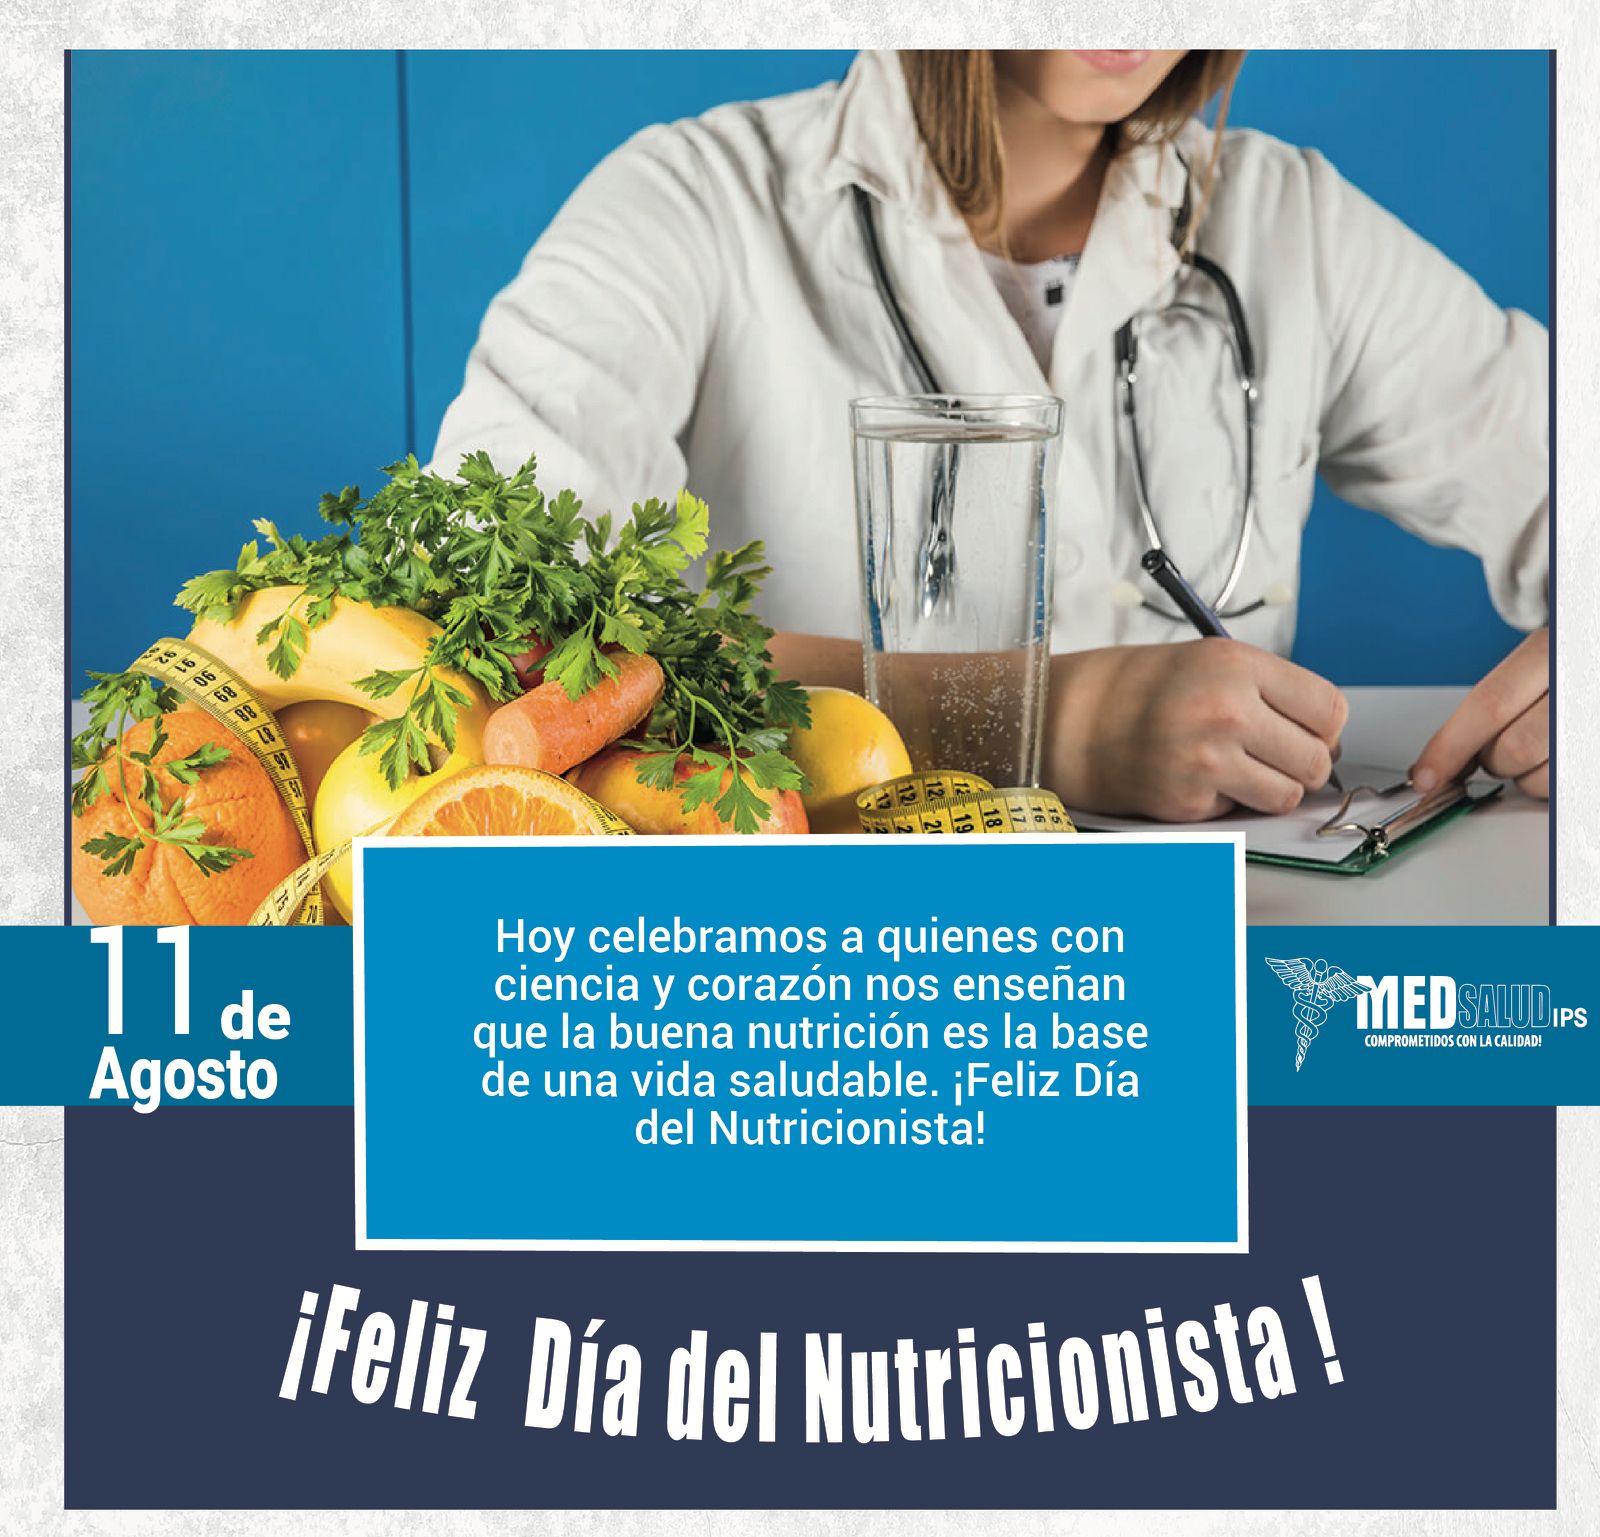 11 de
Agosto
Hoy celebramos a quienes con
ciencia y corazón nos enseñan
que la buena nutrición es la base
de una vida saludable. ¡Feliz Día
del Nutricionista!
MEDSALUD IPS
COMPROMETIDOS CON LA CALIDAD!
¡Feliz Día del Nutricionista !